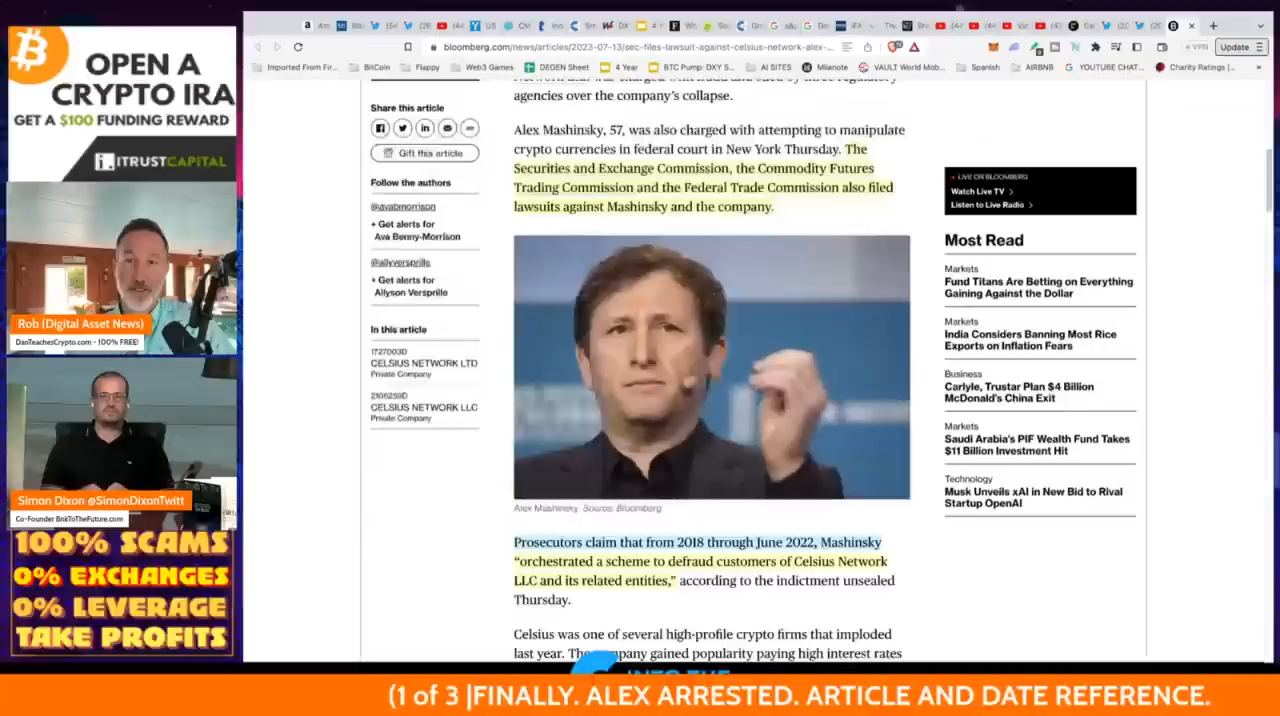 OPEN A
CRYPTO IRA
GET A $100 FUNDING REWARD
ITRUSTCAPITAL
Rob (Digital Asset News)
DanTeachesCrypto.com - 100% FREE!
Simon Dixon @SimonDixonTwitt
Co-Founder BnkToTheFuture.com
100% SCAMS
0% EXCHANGES
0% LEVERAGE
TAKE PROFITS
bloomberg.com/news/articles/2023-07-13/sec-files-lawsuit-against-celsius-network-alex-...
VPN
Update
Imported From Fir...
BitCoin
Flappy
Web3 Games
DEGEN Sheet
4 Year
BTC Pump: DXY S...
AI SITES
Milanote
VAULT World Mob...
Spanish
AIRBNB
YOUTUBE CHAT...
Charity Ratings |...
Share this article
Gift this article
Follow the authors
@avabmorrison
+ Get alerts for
Ava Benny-Morrison
@allyversprille
+ Get alerts for
Allyson Versprille
In this article
1727003D
CELSIUS NETWORK LTD
Private Company
2106259D
CELSIUS NETWORK LLC
Private Company
agencies over the company's collapse.
Alex Mashinsky, 57, was also charged with attempting to manipulate
crypto currencies in federal court in New York Thursday. The
Securities and Exchange Commission, the Commodity Futures
Trading Commission and the Federal Trade Commission also filed
lawsuits against Mashinsky and the company.
Alex Mashinsky Source: Bloomberg
Prosecutors claim that from 2018 through June 2022, Mashinsky
“orchestrated a scheme to defraud customers of Celsius Network
LLC and its related entities,” according to the indictment unsealed
Thursday.
Celsius was one of several high-profile crypto firms that imploded
last year. The company gained popularity paying high interest rates
LIVE ON BLOOMBERG
Watch Live TV
Listen to Live Radio
Most Read
Markets
Fund Titans Are Betting on Everything
Gaining Against the Dollar
Markets
India Considers Banning Most Rice
Exports on Inflation Fears
Business
Carlyle, Trustar Plan $4 Billion
McDonald's China Exit
Markets
Saudi Arabia's PIF Wealth Fund Takes
$11 Billion Investment Hit
Technology
Musk Unveils xAI in New Bid to Rival
Startup OpenAI
INTO THE
(1 of 3 |FINALLY. ALEX ARRESTED. ARTICLE AND DATE REFERENCE.